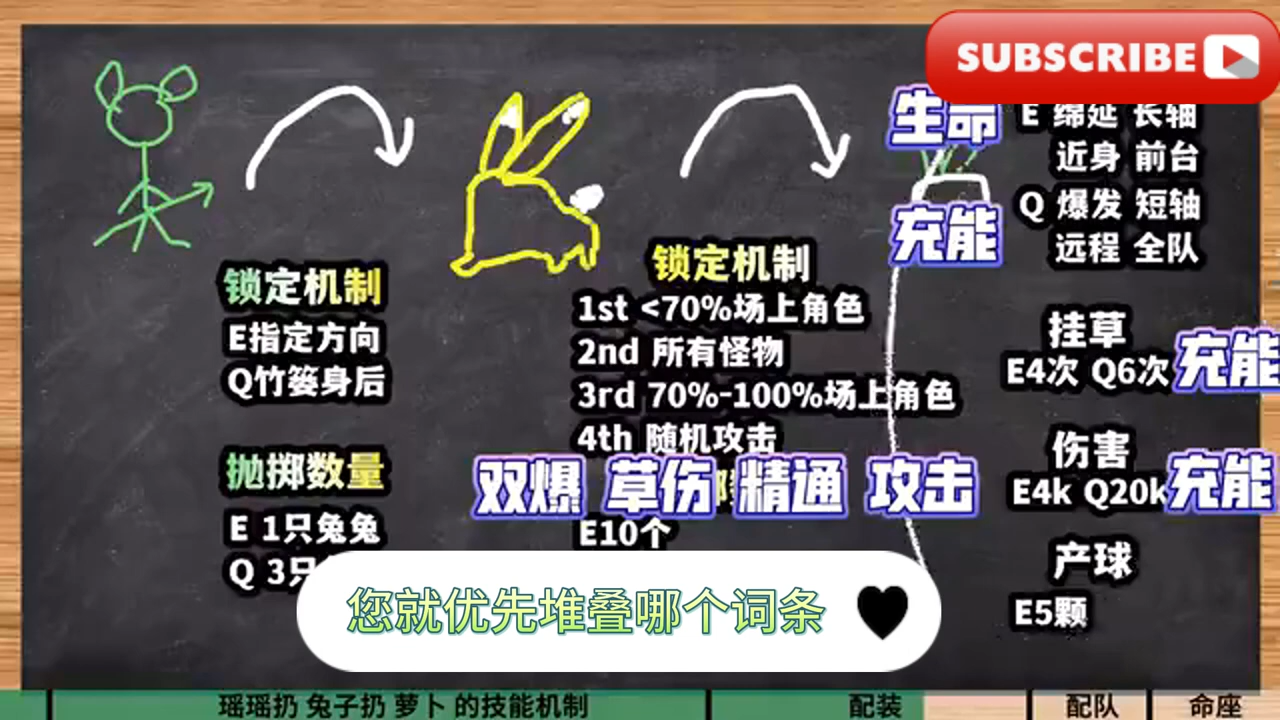 SUBSCRIBE
生命
充能
E 绵延 长轴
近身 前台
Q 爆发 短轴
远程 全队
锁定机制
E指定方向
Q竹篓身后
抛掷数量
E 1只兔兔
Q 3只
锁定机制
1st <70%场上角色
2nd 所有怪物
3rd 70%-100%场上角色
4th 随机攻击
双爆 草伤 精通 攻击
E10个
挂草
E4次 Q6次
充能
伤害
E4k Q20k
充能
产球
E5颗
您就优先堆叠哪个词条
瑶瑶扔 兔子扔 萝卜 的技能机制
配装
配队
命座